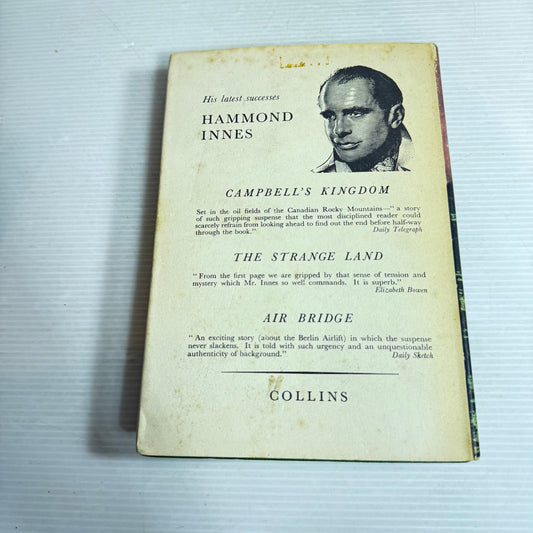 His latest successes
HAMMOND
INNES
CAMPBELL'S KINGDOM
Set in the oil fields of the Canadian Rocky Mountains—" a story
of such gripping suspense that the most disciplined reader could
scarcely refrain from looking ahead to find out the end before half-way
through the book." Daily Telegraph
THE STRANGE LAND
" From the first page we are gripped by that sense of tension and
mystery which Mr. Innes so well commands. It is superb."
Elizabeth Bowen
AIR BRIDGE
" An exciting story (about the Berlin Airlift) in which the suspense
never slackens. It is told with such urgency and an unquestionable
authenticity of background." Daily Sketch
COLLINS